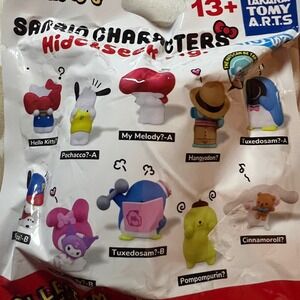 13+
TAKARA
TOMY
A.R.T.S
SANRIO CHARACTERS
Hide&Seek
Hello Kitty?
Pochacco?-A
My Melody?-A
Hangyodon?
Tuxedosam?-A
?-B
?-B
Tuxedosam?-B
Pompompurin?
Cinnamoroll?